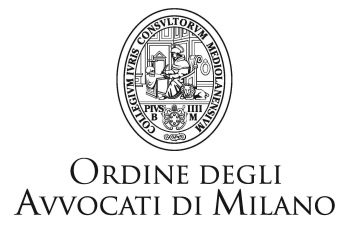 COLLEGIVM IVRIS CONSVLTORVM MEDIOLANENSIVM
PIVS IIII
B M
ORDINE DEGLI
AVVOCATI DI MILANO